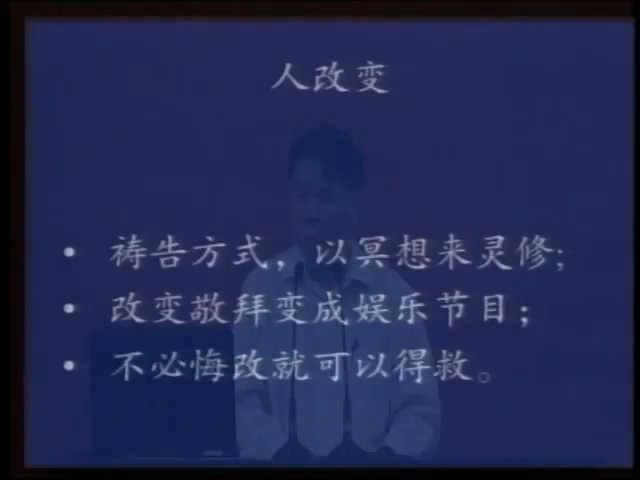 人改变
• 祷告方式，以冥想来灵修;
• 改变敬拜变成娱乐节目；
• 不必悔改就可以得救。